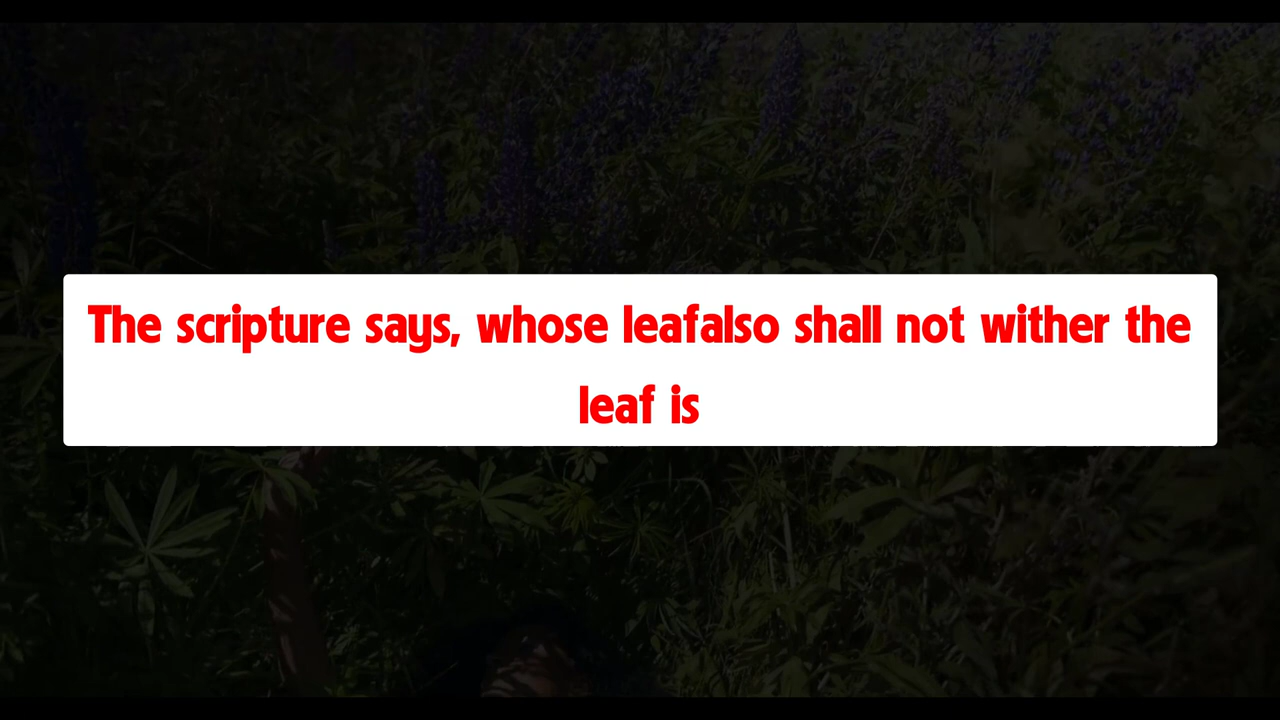 The scripture says, whose leafalso shall not wither the
leaf is